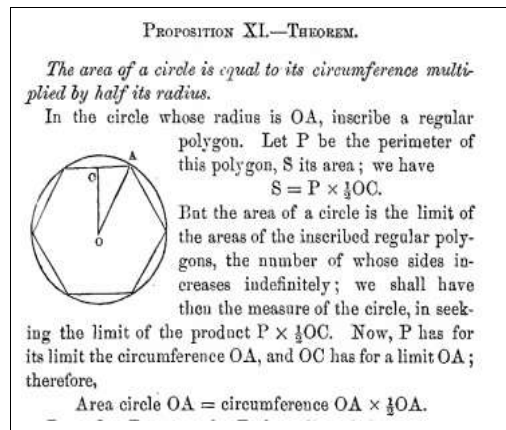 PROPOSITION XI.—THEOREM.
The area of a circle is equal to its circumference multi-
plied by half its radius.
In the circle whose radius is OA, inscribe a regular
polygon. Let P be the perimeter of
this polygon, S its area; we have
S = P × ½OC.
But the area of a circle is the limit of
the areas of the inscribed regular poly-
gons, the number of whose sides in-
creases indefinitely; we shall have
then the measure of the circle, in seek-
ing the limit of the product P × ½OC. Now, P has for
its limit the circumference OA, and OC has for a limit OA;
therefore,
Area circle OA = circumference OA × ½OA.
A
C
O